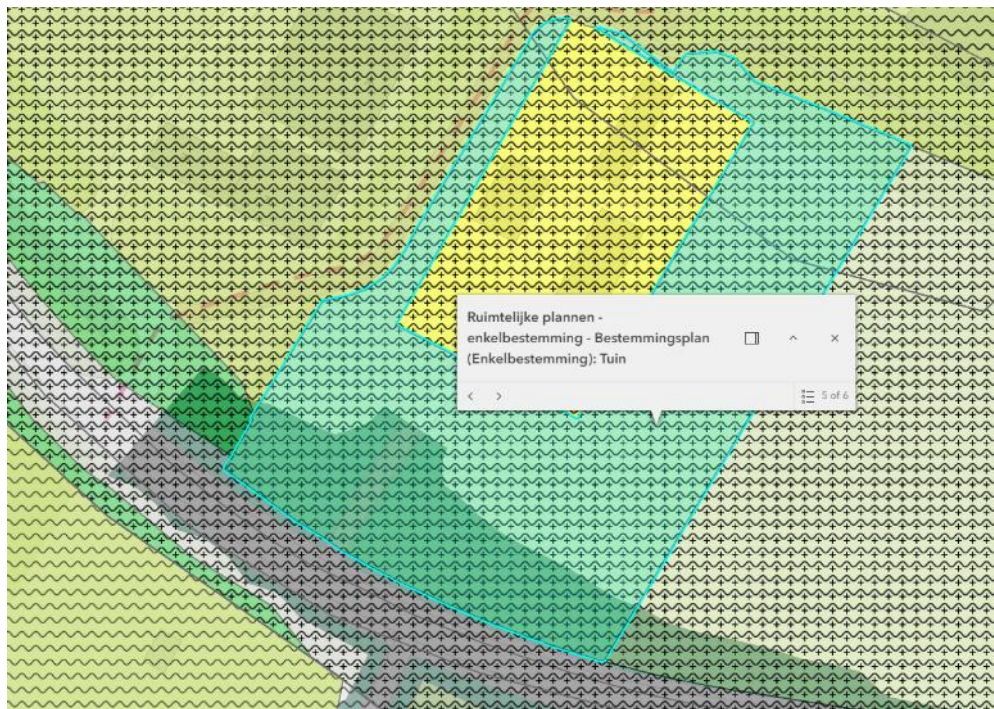 Ruimtelijke plannen -
enkelbestemming - Bestemmingsplan
(Enkelbestemming): Tuin
5 of 6